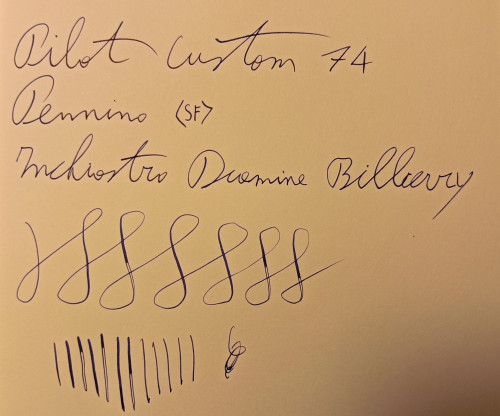 Pilot Custom 74
Pennino <SF>
Inchiostro Diamine Bilberry